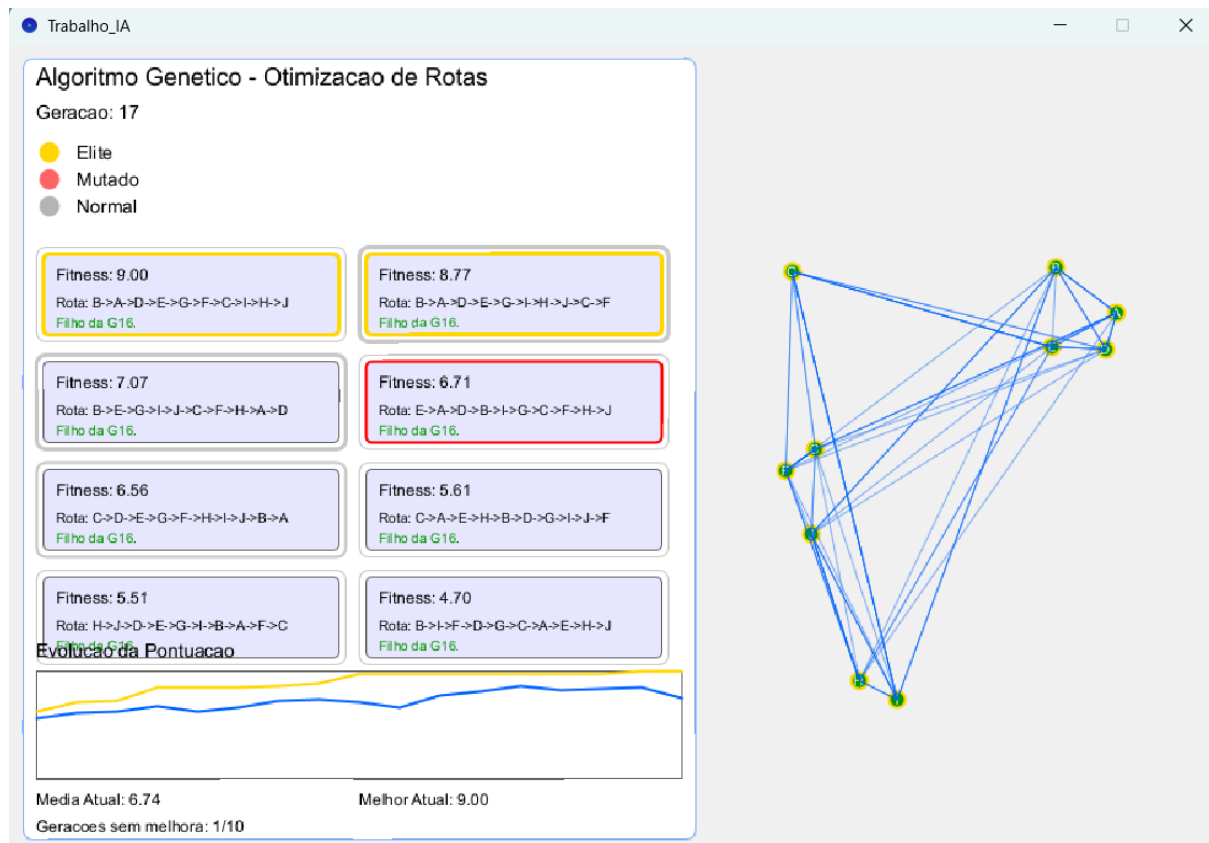 Trabalho_IA
Algoritmo Genetico - Otimizacao de Rotas
Geracao: 17
Elite
Mutado
Normal
Fitness: 9.00
Rota: B->A->D->E->G->F->C->I->H->J
Filho da G16.
Fitness: 8.77
Rota: B->A->D->E->G->I->H->J->C->F
Filho da G16.
Fitness: 7.07
Rota: B->E->G->I->J->C->F->H->A->D
Filho da G16.
Fitness: 6.71
Rota: E->A->D->B->I->G->C->F->H->J
Filho da G16.
Fitness: 6.56
Rota: C->D->E->G->F->H->I->J->B->A
Filho da G16.
Fitness: 5.61
Rota: C->A->E->H->B->D->G->I->J->F
Filho da G16.
Fitness: 5.51
Rota: H->J->D->E->G->I->B->A->F->C
Filho da G16.
Fitness: 4.70
Rota: B->I->F->D->G->C->A->E->H->J
Filho da G16.
Evolucao da Pontuacao
Media Atual: 6.74
Melhor Atual: 9.00
Geracoes sem melhora: 1/10
C
A
E
F
H